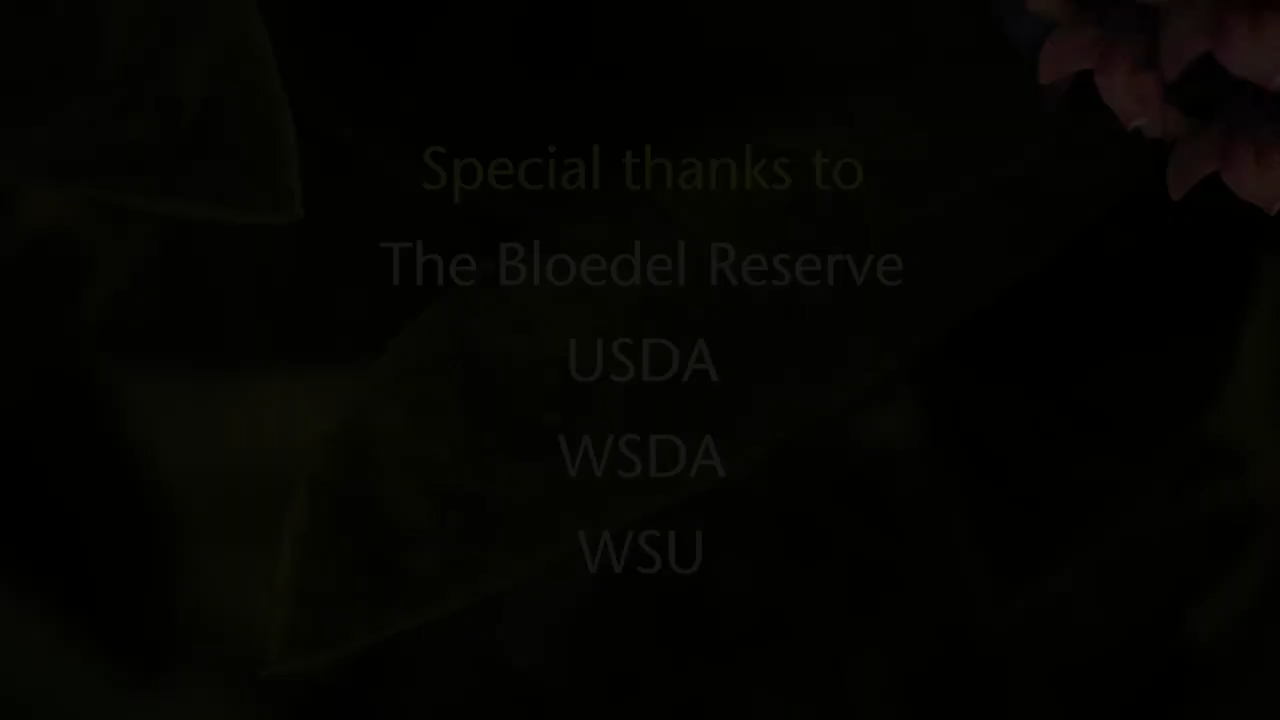 Special thanks to
The Bloedel Reserve
USDA
WSDA
WSU